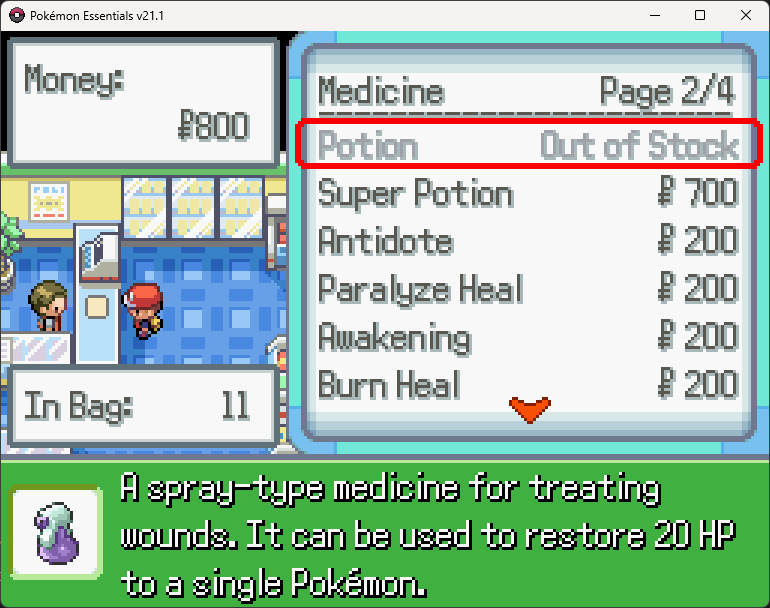 Pokémon Essentials v21.1
Money:
₽800
Medicine Page 2/4
Potion Out of Stock
Super Potion ₽ 700
Antidote ₽ 200
Paralyze Heal ₽ 200
Awakening ₽ 200
Burn Heal ₽ 200
In Bag: 11
A spray-type medicine for treating
wounds. It can be used to restore 20 HP
to a single Pokémon.